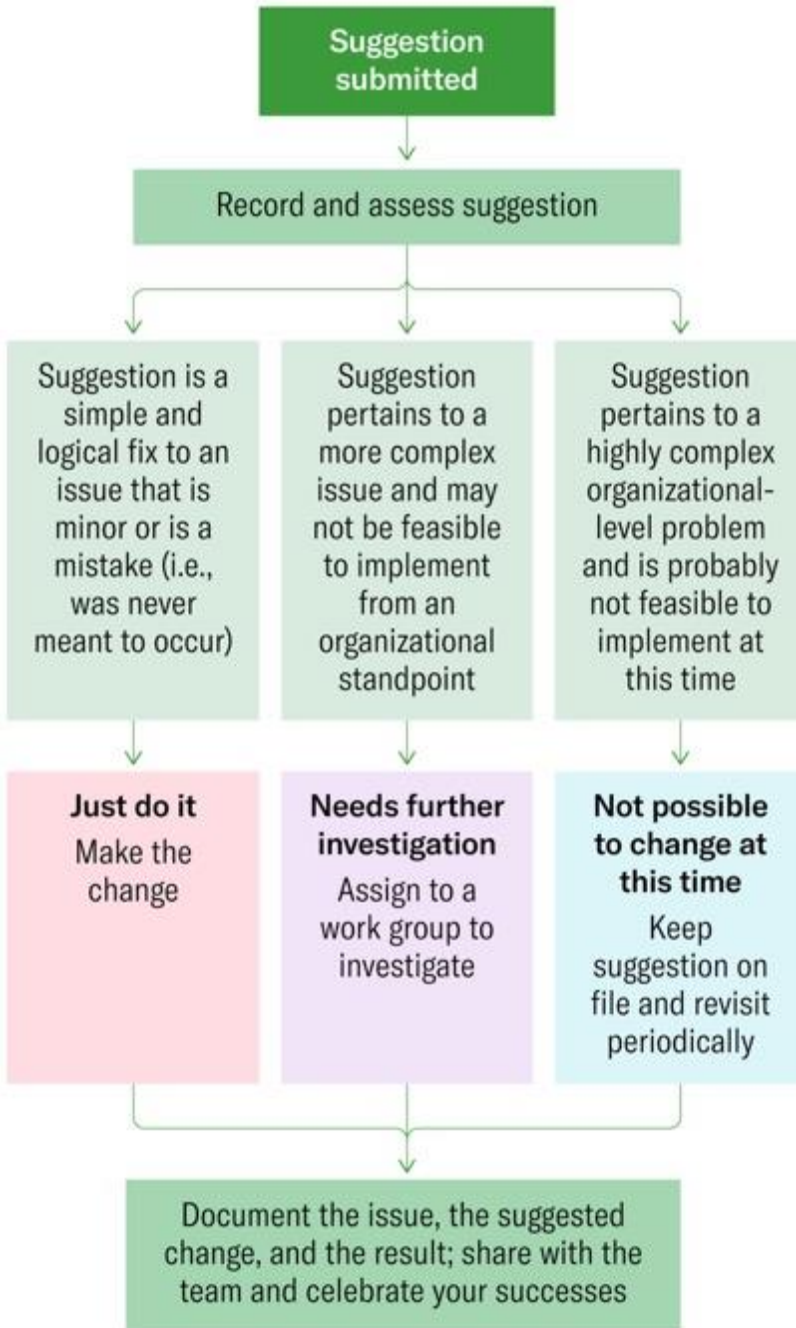 Suggestion
submitted
Record and assess suggestion
Suggestion is a
simple and
logical fix to an
issue that is
minor or is a
mistake (i.e.,
was never
meant to occur)
Suggestion
pertains to a
more complex
issue and may
not be feasible
to implement
from an
organizational
standpoint
Suggestion
pertains to a
highly complex
organizational-
level problem
and is probably
not feasible to
implement at
this time
Just do it
Make the
change
Needs further
investigation
Assign to a
work group to
investigate
Not possible
to change at
this time
Keep
suggestion on
file and revisit
periodically
Document the issue, the suggested
change, and the result; share with the
team and celebrate your successes